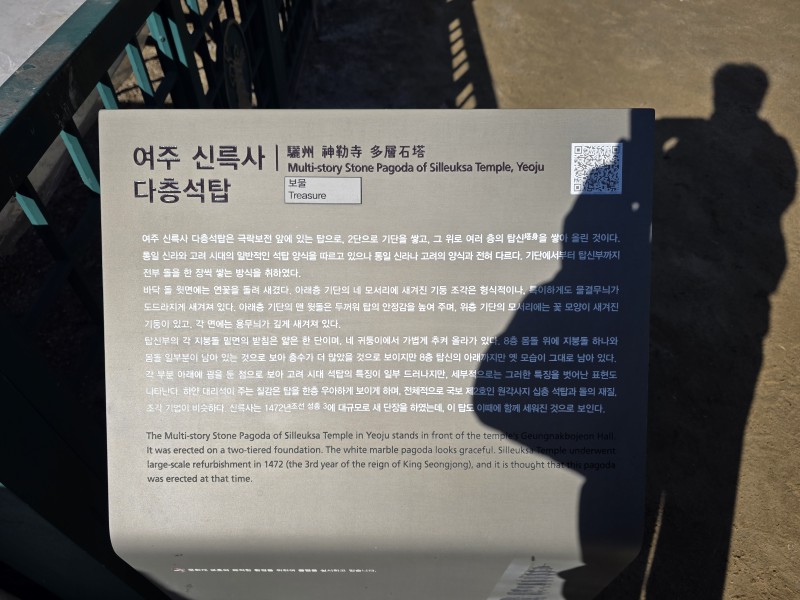 여주 신륵사
다층석탑
驪州 神勒寺 多層石塔
Multi-story Stone Pagoda of Silleuksa Temple, Yeoju
보물
Treasure
여주 신륵사 다층석탑은 극락보전 앞에 있는 탑으로, 2단으로 기단을 쌓고, 그 위로 여러 층의 탑신塔身을 쌓아 올린 것이다.
통일 신라와 고려 시대의 일반적인 석탑 양식을 따르고 있으나 통일 신라나 고려의 양식과 전혀 다르다. 기단에서부터 탑신부까지
전부 돌을 한 장씩 쌓는 방식을 취하였다.
바닥 돌 윗면에는 연꽃을 돌려 새겼다. 아래층 기단의 네 모서리에 새겨진 기둥 조각은 형식적이나, 특이하게도 물결무늬가
도드라지게 새겨져 있다. 아래층 기단의 맨 윗돌은 두꺼워 탑의 안정감을 높여 주며, 위층 기단의 모서리에는 꽃 모양이 새겨진
기둥이 있고, 각 면에는 용무늬가 깊게 새겨져 있다.
탑신부의 각 지붕돌 밑면의 받침은 얇은 한 단이며, 네 귀퉁이에서 가볍게 추켜 올라가 있다. 8층 몸돌 위에 지붕돌 하나와
몸돌 일부분이 남아 있는 것으로 보아 층수가 더 많았을 것으로 보이지만 8층 탑신의 아래까지만 옛 모습이 그대로 남아 있다.
각 부분 아래에 괴임을 둔 점으로 보아 고려 시대 석탑의 특징이 일부 드러나지만, 세부적으로는 그러한 특징을 벗어난 표현도
나타난다. 하얀 대리석이 주는 질감은 탑을 한층 우아하게 보이게 하며, 전체적으로 국보 제2호인 원각사지 십층 석탑과 돌의 재질,
조각 기법이 비슷하다. 신륵사는 1472년조선 성종 3에 대규모로 새 단장을 하였는데, 이 탑도 이때에 함께 세워진 것으로 보인다.
The Multi-story Stone Pagoda of Silleuksa Temple in Yeoju stands in front of the temple's Geungnakbojeon Hall.
It was erected on a two-tiered foundation. The white marble pagoda looks graceful. Silleuksa Temple underwent
large-scale refurbishment in 1472 (the 3rd year of the reign of King Seongjong), and it is thought that this pagoda
was erected at that time.